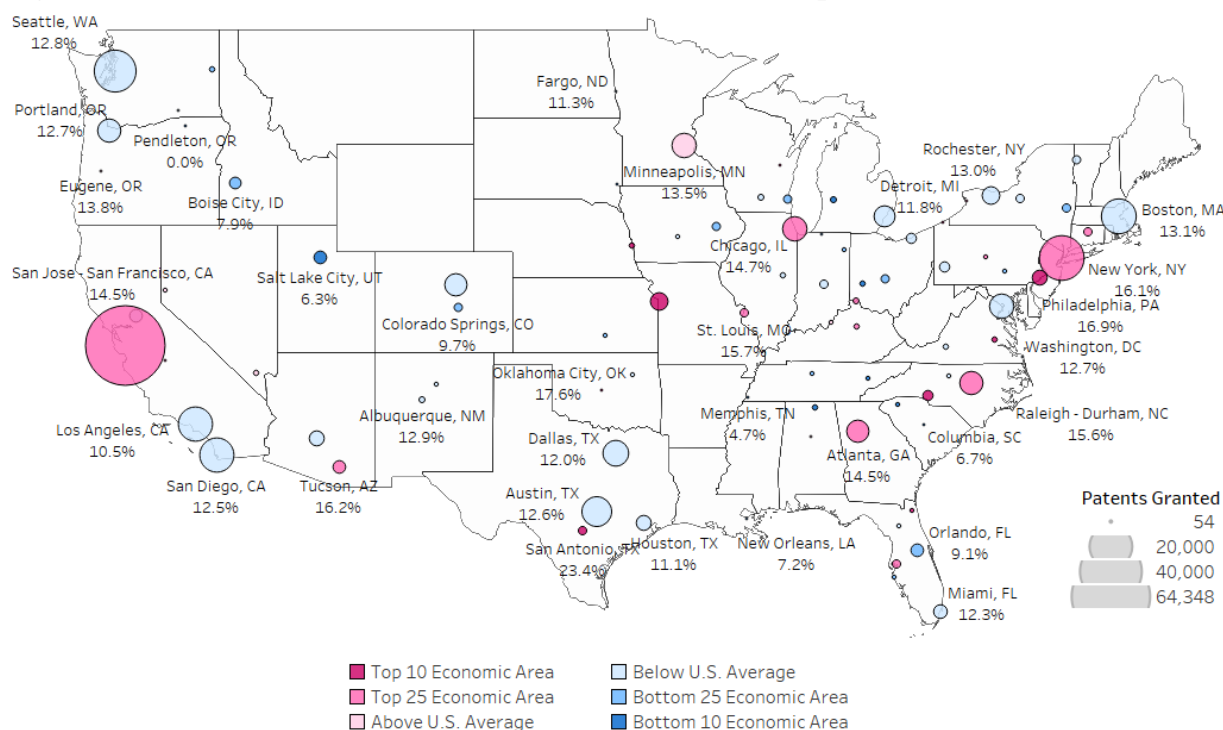 Seattle, WA
12.8%
Portland, OR
12.7%
Pendleton, OR
0.0%
Eugene, OR
13.8%
Boise City, ID
7.9%
San Jose - San Francisco, CA
14.5%
Salt Lake City, UT
6.3%
Colorado Springs, CO
9.7%
Los Angeles, CA
10.5%
San Diego, CA
12.5%
Tucson, AZ
16.2%
Albuquerque, NM
12.9%
Fargo, ND
11.3%
Minneapolis, MN
13.5%
Chicago, IL
14.7%
St. Louis, MO
15.7%
Oklahoma City, OK
17.6%
Dallas, TX
12.0%
Austin, TX
12.6%
San Antonio, TX
23.4%
Houston, TX
11.1%
New Orleans, LA
7.2%
Memphis, TN
4.7%
Atlanta, GA
14.5%
Columbia, SC
6.7%
Raleigh - Durham, NC
15.6%
Washington, DC
12.7%
Philadelphia, PA
16.9%
New York, NY
16.1%
Boston, MA
13.1%
Rochester, NY
13.0%
Detroit, MI
11.8%
Orlando, FL
9.1%
Miami, FL
12.3%
Patents Granted
54
20,000
40,000
64,348
Top 10 Economic Area
Top 25 Economic Area
Above U.S. Average
Below U.S. Average
Bottom 25 Economic Area
Bottom 10 Economic Area